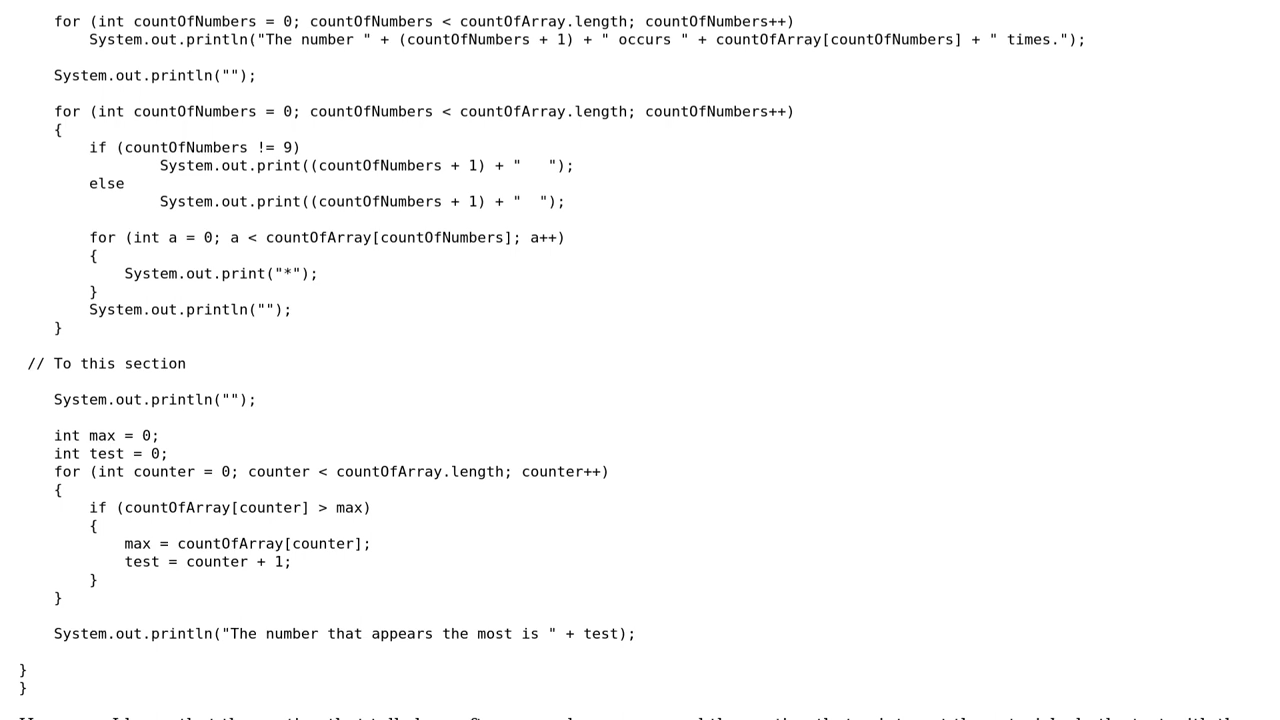 for (int countOfNumbers = 0; countOfNumbers < countOfArray.length; countOfNumbers++)
System.out.println("The number " + (countOfNumbers + 1) + " occurs " + countOfArray[countOfNumbers] + " times.");
System.out.println("");
for (int countOfNumbers = 0; countOfNumbers < countOfArray.length; countOfNumbers++)
{
if (countOfNumbers != 9)
System.out.print((countOfNumbers + 1) + "   ");
else
System.out.print((countOfNumbers + 1) + "  ");
for (int a = 0; a < countOfArray[countOfNumbers]; a++)
{
System.out.print("*");
}
System.out.println("");
}
// To this section
System.out.println("");
int max = 0;
int test = 0;
for (int counter = 0; counter < countOfArray.length; counter++)
{
if (countOfArray[counter] > max)
{
max = countOfArray[counter];
test = counter + 1;
}
}
System.out.println("The number that appears the most is " + test);
}
}